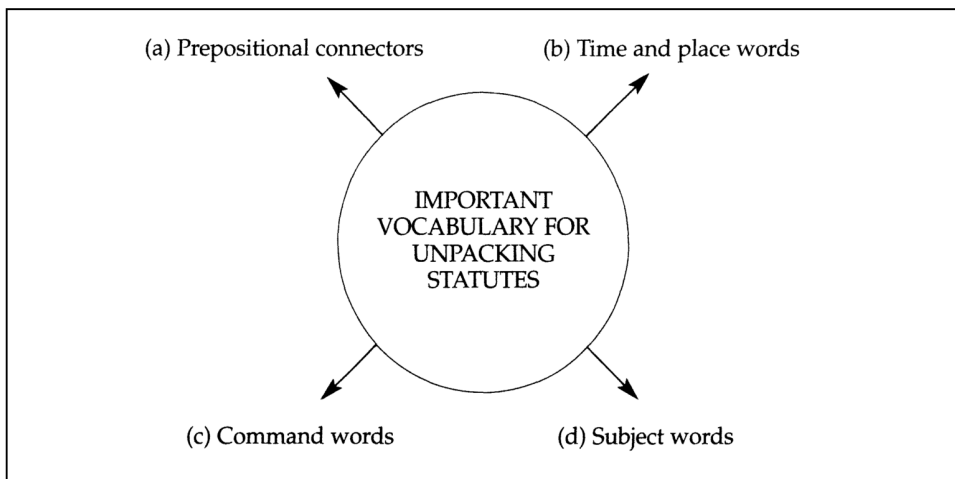 (a) Prepositional connectors
(b) Time and place words
IMPORTANT
VOCABULARY FOR
UNPACKING
STATUTES
(c) Command words
(d) Subject words